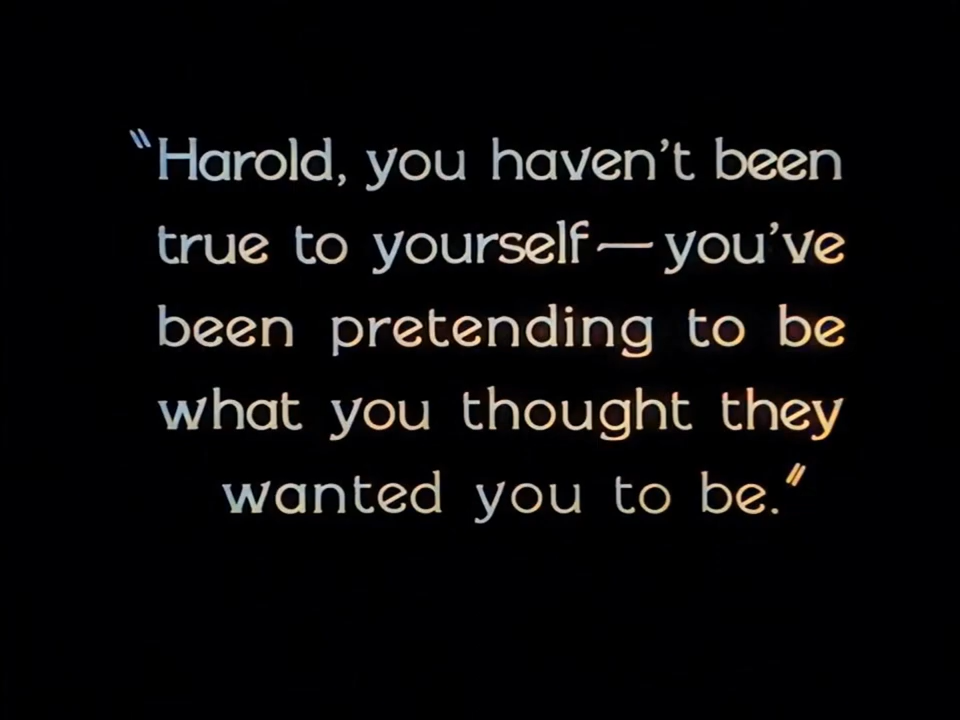 "Harold, you haven't been
true to yourself—you've
been pretending to be
what you thought they
wanted you to be."